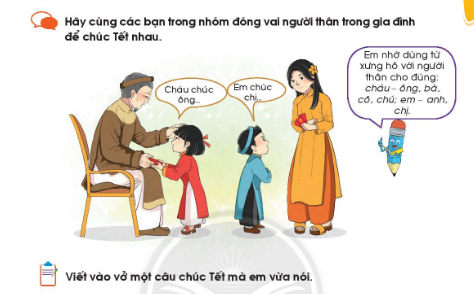 Hãy cùng các bạn trong nhóm đóng vai người thân trong gia đình
để chúc Tết nhau.
Cháu chúc
ông...
Em chúc
chị...
Em nhớ dùng từ
xưng hô với người
thân cho đúng:
cháu – ông, bà,
cô, chú; em – anh,
chị.
Viết vào vở một câu chúc Tết mà em vừa nói.